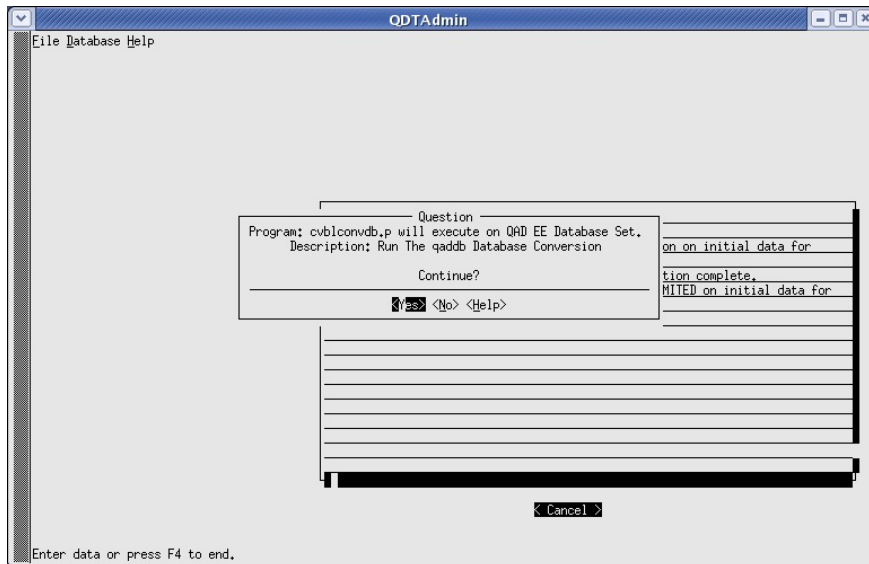 QDTAdmin
File Database Help
Question
Program: cvblconvdb.p will execute on QAD EE Database Set.
Description: Run The qaddb Database Conversion
on on initial data for
Continue?
tion complete.
MITED on initial data for
<Yes> <No> <Help>
< Cancel >
Enter data or press F4 to end.